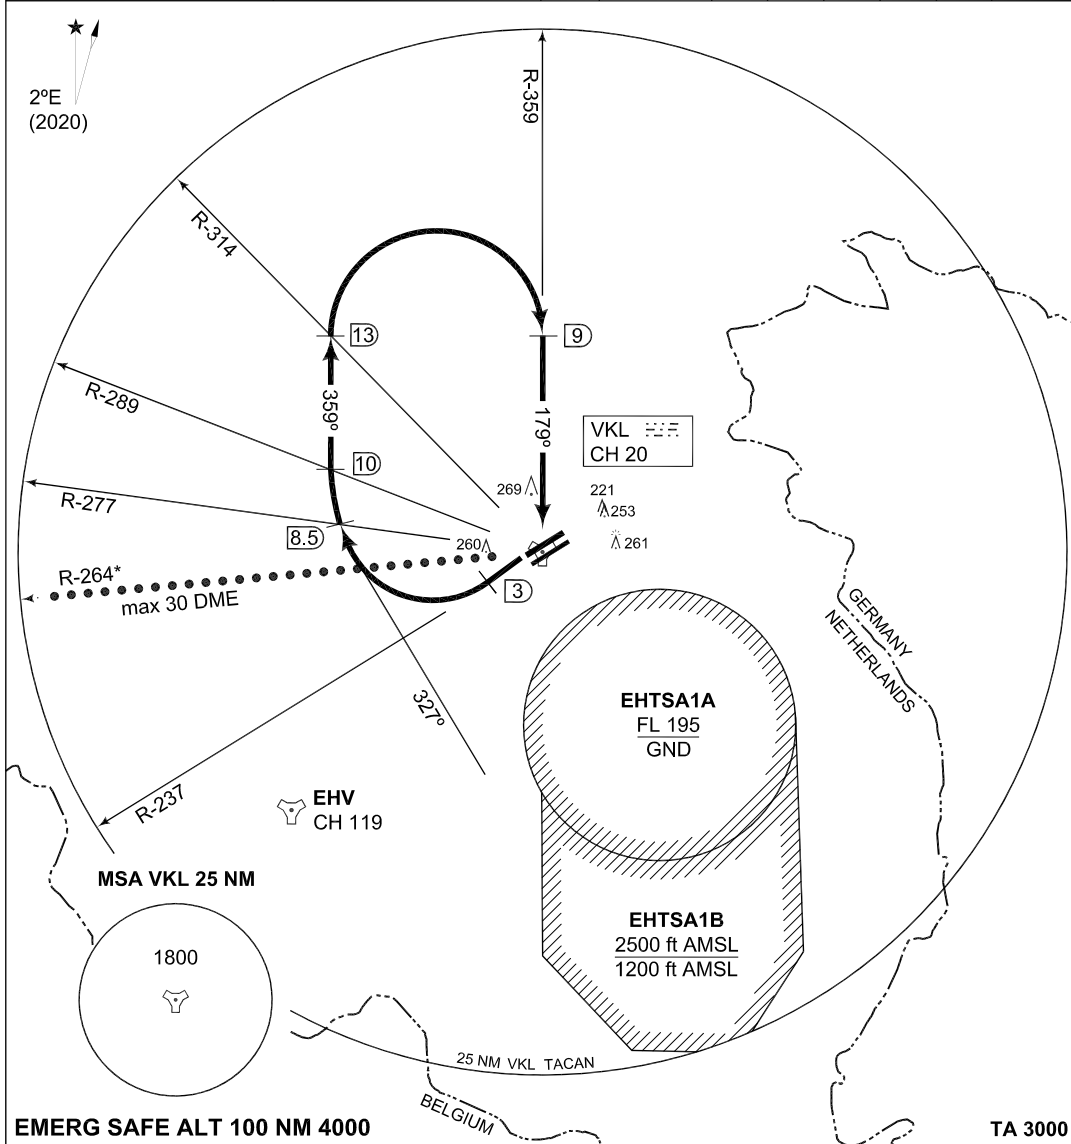 2ºE
(2020)
R-359
R-314
13
9
359º
179º
R-289
10
VKL
CH 20
269
221
253
R-277
8.5
260
261
R-264*
max 30 DME
3
GERMANY
NETHERLANDS
327º
EHTSA1A
FL 195
GND
R-237
EHV
CH 119
MSA VKL 25 NM
1800
EHTSA1B
2500 ft AMSL
1200 ft AMSL
25 NM VKL TACAN
BELGIUM
EMERG SAFE ALT 100 NM 4000
TA 3000